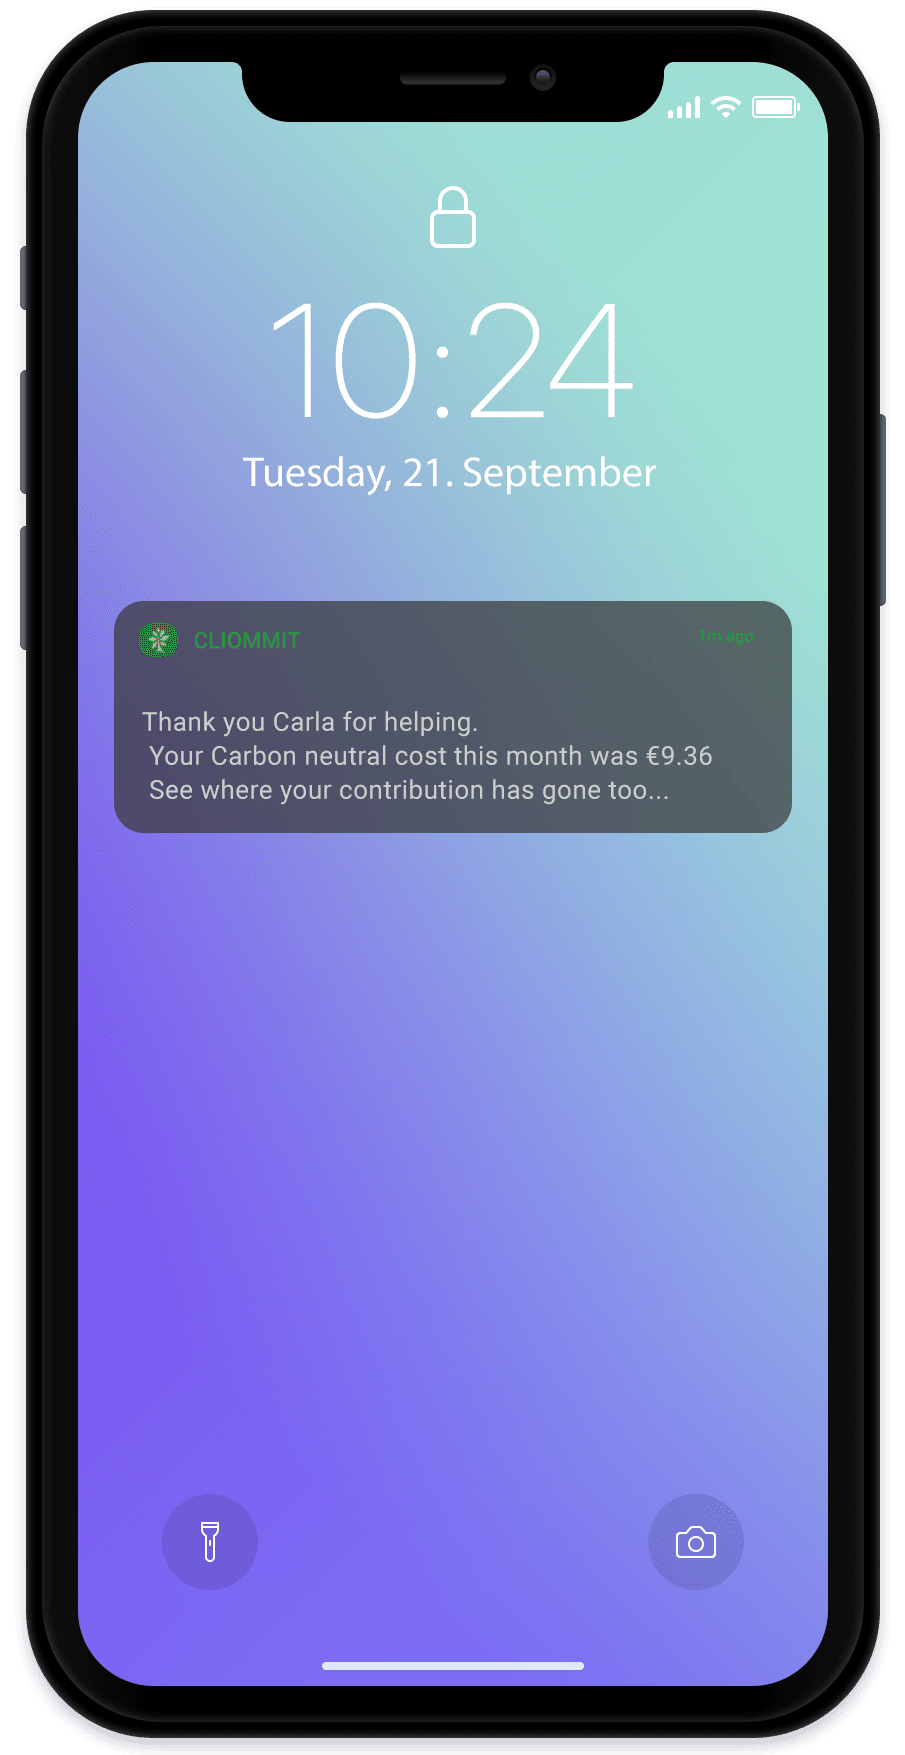 10:24
Tuesday, 21. September
CLIOMMIT
1m ago
Thank you Carla for helping.
Your Carbon neutral cost this month was €9.36
See where your contribution has gone too...